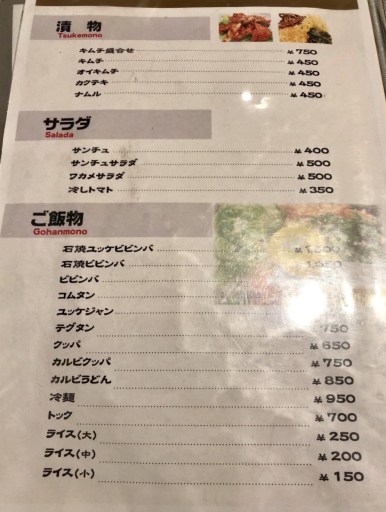 漬物
Tsukemono
キムチ盛合せ ¥750
キムチ ¥450
オイキムチ ¥450
カクテキ ¥450
ナムル ¥450
サラダ
Salada
サンチュ ¥400
サンチュサラダ ¥500
ワカメサラダ ¥500
冷しトマト ¥350
ご飯物
Gohanmono
石焼ユッケビビンバ
石焼ビビンバ
ビビンバ
コムタン
ユッケジャン
テグタン 750
クッパ ¥650
カルビクッパ ¥750
カルビうどん ¥850
冷麺 ¥950
トック ¥700
ライス(大) ¥250
ライス(中) ¥200
ライス(小) ¥150